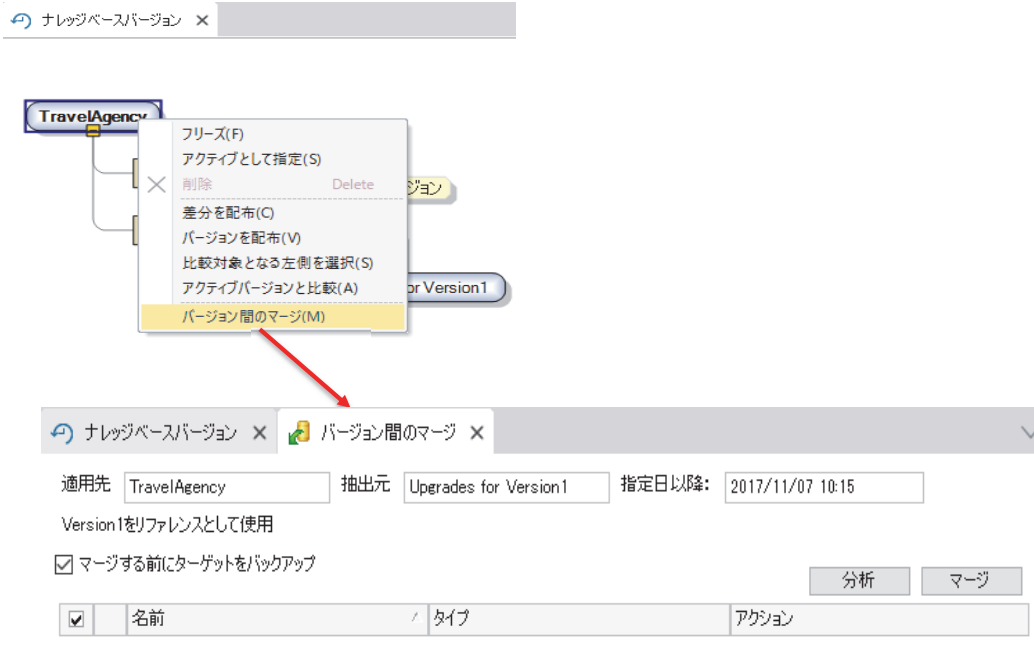 ナレッジベースバージョン
TravelAgency
フリーズ(F)
アクティブとして指定(S)
削除 Delete
ジョン
差分を配布(C)
バージョンを配布(V)
比較対象となる左側を選択(S)
アクティブバージョンと比較(A)
or Version1
バージョン間のマージ(M)
ナレッジベースバージョン バージョン間のマージ
適用先 TravelAgency 抽出元 Upgrades for Version1 指定日以降: 2017/11/07 10:15
Version1をリファレンスとして使用
マージする前にターゲットをバックアップ
分析 マージ
名前 タイプ アクション